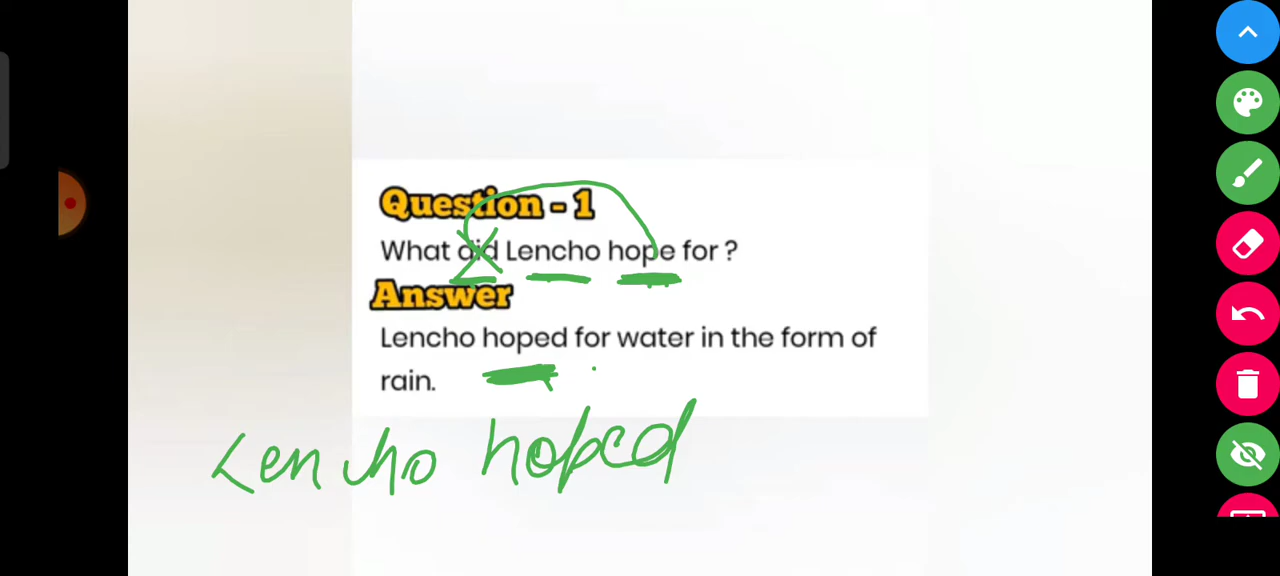 Question - 1
What did Lencho hope for ?
Answer
Lencho hoped for water in the form of
rain.
Lencho hoped